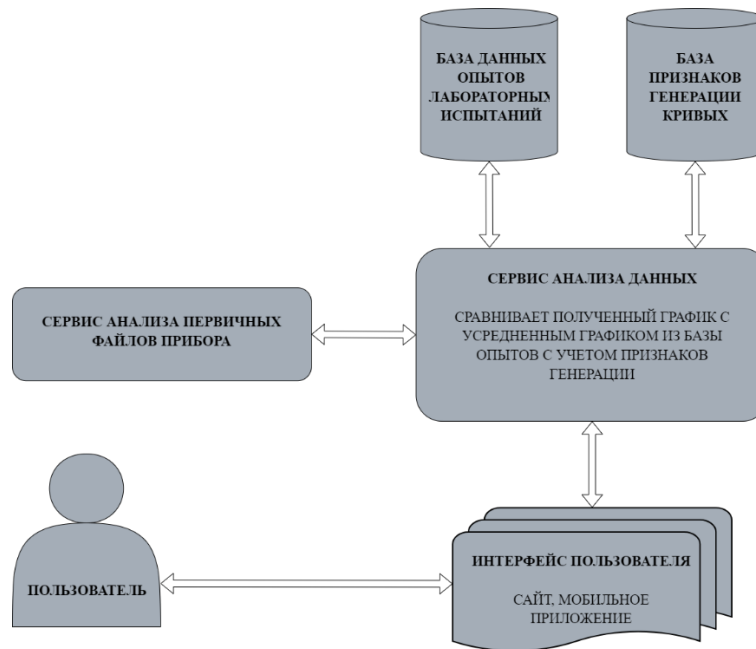 БАЗА ДАННЫХ
ОПЫТОВ
ЛАБОРАТОРНЫХ
ИСПЫТАНИЙ
БАЗА
ПРИЗНАКОВ
ГЕНЕРАЦИИ
КРИВЫХ
СЕРВИС АНАЛИЗА ДАННЫХ
СРАВНИВАЕТ ПОЛУЧЕННЫЙ ГРАФИК С
УСРЕДНЕННЫМ ГРАФИКОМ ИЗ БАЗЫ
ОПЫТОВ С УЧЕТОМ ПРИЗНАКОВ
ГЕНЕРАЦИИ
СЕРВИС АНАЛИЗА ПЕРВИЧНЫХ
ФАЙЛОВ ПРИБОРА
ПОЛЬЗОВАТЕЛЬ
ИНТЕРФЕЙС ПОЛЬЗОВАТЕЛЯ
САЙТ, МОБИЛЬНОЕ
ПРИЛОЖЕНИЕ